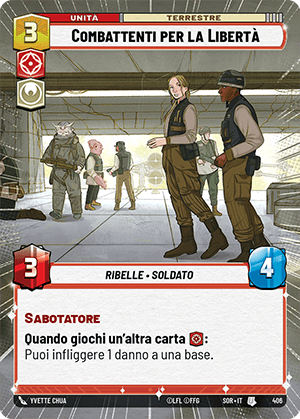 UNITÀ TERRESTRE
3 COMBATTENTI PER LA LIBERTÀ
3 RIBELLE • SOLDATO 4
SABOTATORE
Quando giochi un'altra carta :
Puoi infliggere 1 danno a una base.
YVETTE CHUA ©LFL ©FFG SOR • IT 406